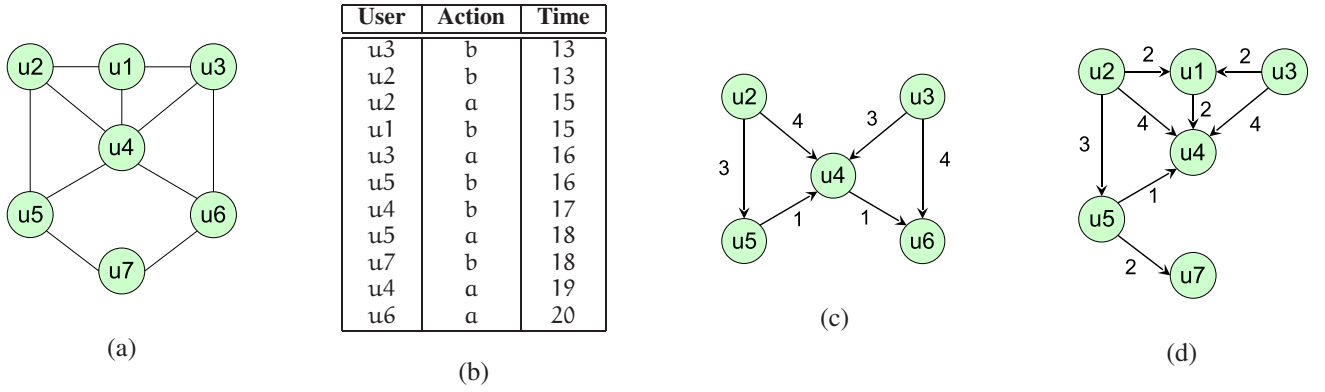 u2 u1 u3
u4
u5 u6
u7
(a)
User Action Time
u3 b 13
u2 b 13
u2 a 15
u1 b 15
u3 a 16
u5 b 16
u4 b 17
u5 a 18
u7 b 18
u4 a 19
u6 a 20
(b)
u2 u3
4 3
3 u4 4
1 1
u5 u6
(c)
2 2
u2 u1 u3
4 2 4
3 u4
1
u5
2
u7
(d)